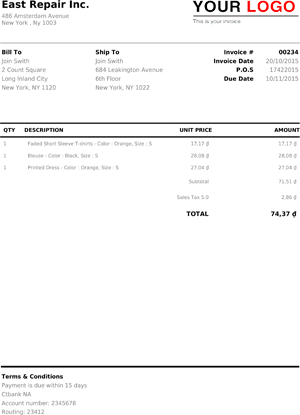 East Repair Inc.
486 Amsterdam Avenue
New York , Ny 1003
YOUR LOGO
This is your invoice
Bill To
Join Swith
2 Count Square
Long Inland City
New York, NY 1120
Ship To
Join Swith
684 Leakington Avenue
6th Floor
New York, NY 1022
Invoice # 00234
Invoice Date 20/10/2015
P.O.S 17422015
Due Date 10/11/2015
QTY DESCRIPTION UNIT PRICE AMOUNT
1 Faded Short Sleeve T-shirts - Color : Orange, Size : S 17,17 ₫ 17,17 ₫
1 Blouse - Color : Black, Size : S 28,08 ₫ 28,08 ₫
1 Printed Dress - Color : Orange, Size : S 27,04 ₫ 27,04 ₫
Subtotal 71,51 ₫
Sales Tax 5.0 2,86 ₫
TOTAL 74,37 ₫
Terms & Conditions
Payment is due within 15 days
Ctbank NA
Account number: 2345678
Routing: 23412